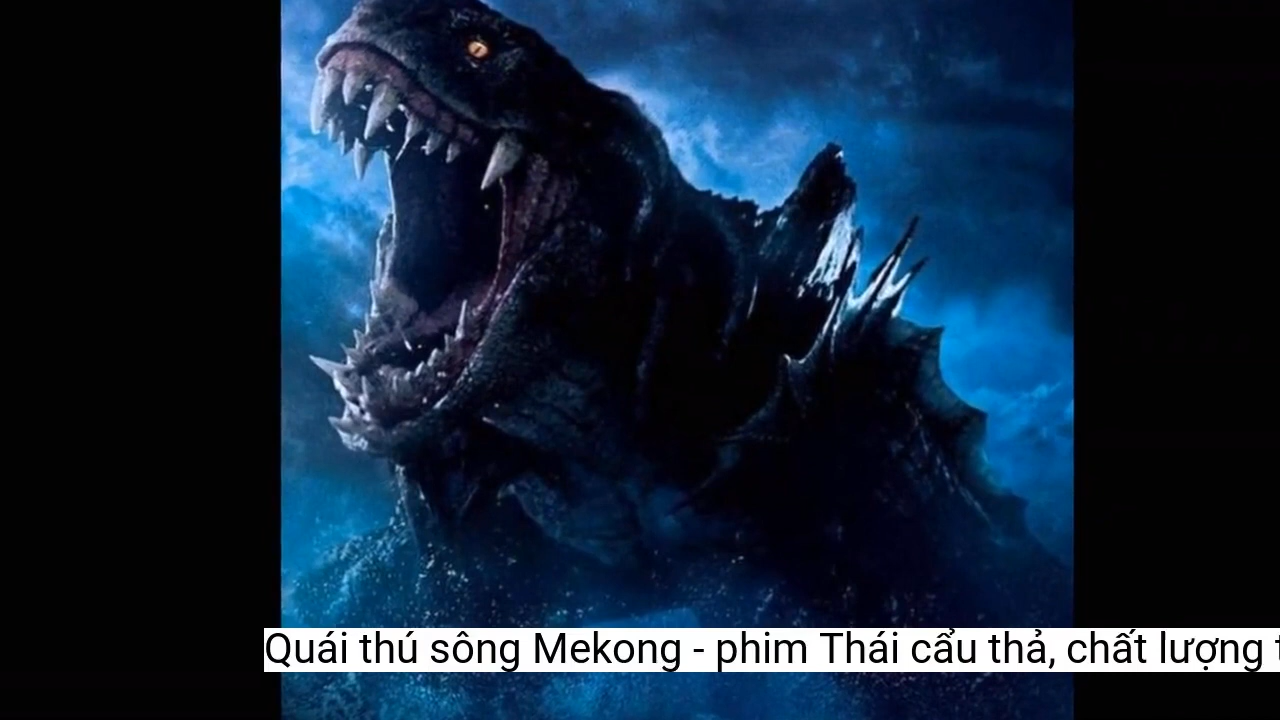 Quái thú sông Mekong - phim Thái cẩu thả, chất lượng